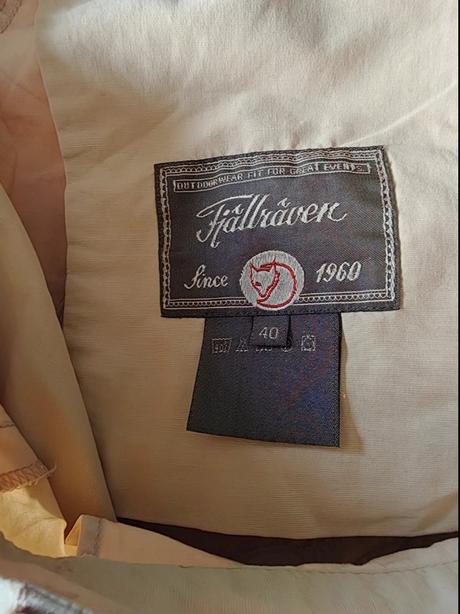 OUTDOORWEAR FIT FOR GREAT EVENTS
Fjällräven
Since 1960
40